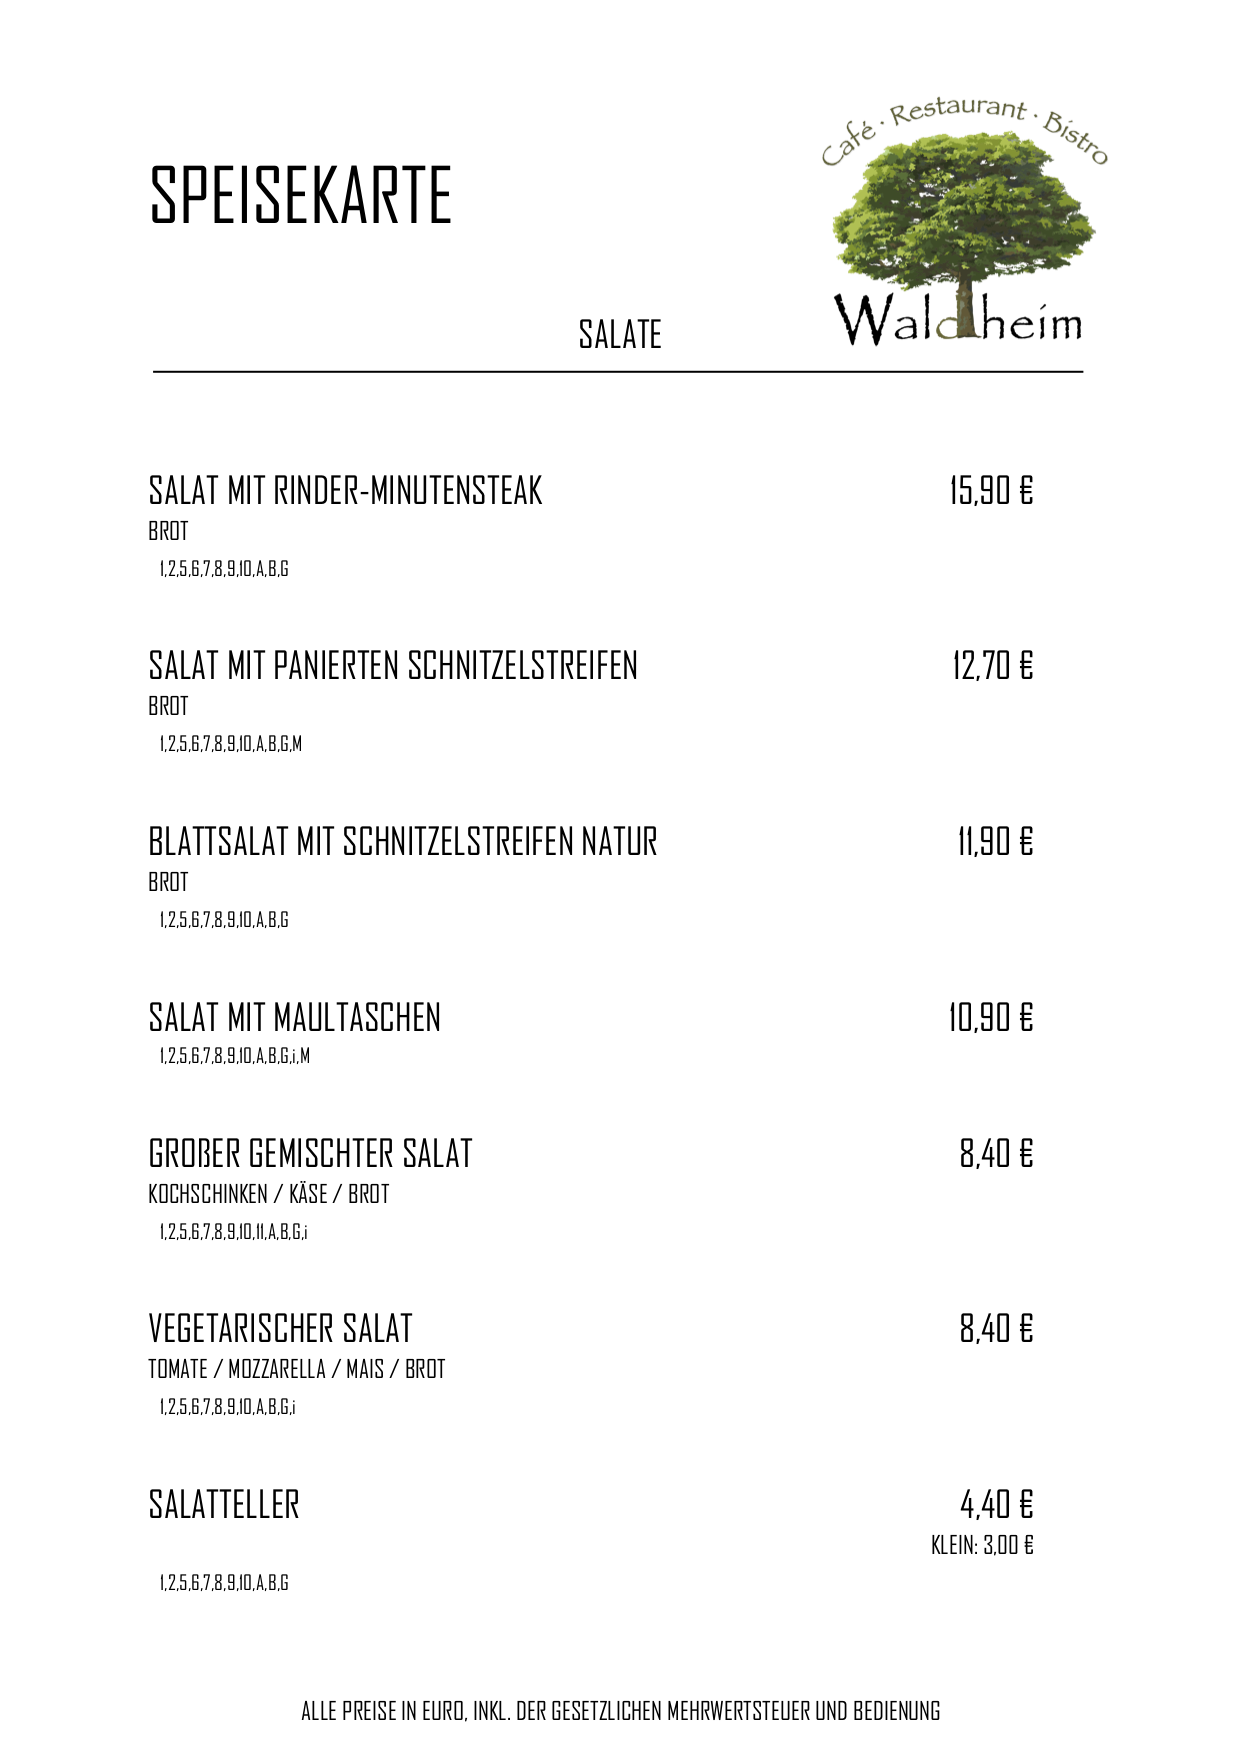 Café · Restaurant · Bistro
SPEISEKARTE
Waldheim
SALATE
SALAT MIT RINDER-MINUTENSTEAK 15,90 €
BROT
1,2,5,6,7,8,9,10,A,B,G
SALAT MIT PANIERTEN SCHNITZELSTREIFEN 12,70 €
BROT
1,2,5,6,7,8,9,10,A,B,G,M
BLATTSALAT MIT SCHNITZELSTREIFEN NATUR 11,90 €
BROT
1,2,5,6,7,8,9,10,A,B,G
SALAT MIT MAULTASCHEN 10,90 €
1,2,5,6,7,8,9,10,A,B,G,i,M
GROßER GEMISCHTER SALAT 8,40 €
KOCHSCHINKEN / KÄSE / BROT
1,2,5,6,7,8,9,10,11,A,B,G,i
VEGETARISCHER SALAT 8,40 €
TOMATE / MOZZARELLA / MAIS / BROT
1,2,5,6,7,8,9,10,A,B,G,i
SALATTELLER 4,40 €
KLEIN: 3,00 €
1,2,5,6,7,8,9,10,A,B,G
ALLE PREISE IN EURO, INKL. DER GESETZLICHEN MEHRWERTSTEUER UND BEDIENUNG